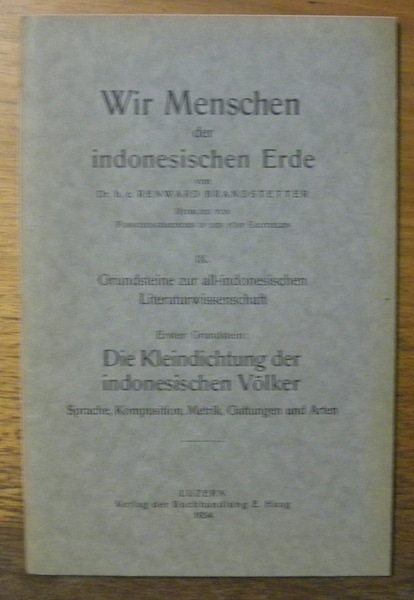 Wir Menschen
der
indonesischen Erde
von
Dr. h. c. RENWARD BRANDSTETTER
IX.
Grundsteine zur all-indonesischen
Literaturwissenschaft
Erster Grundstein:
Die Kleindichtung der
indonesischen Völker
Sprache, Komposition, Metrik, Gattungen und Arten
LUZERN
Verlag der Buchhandlung E. Haag